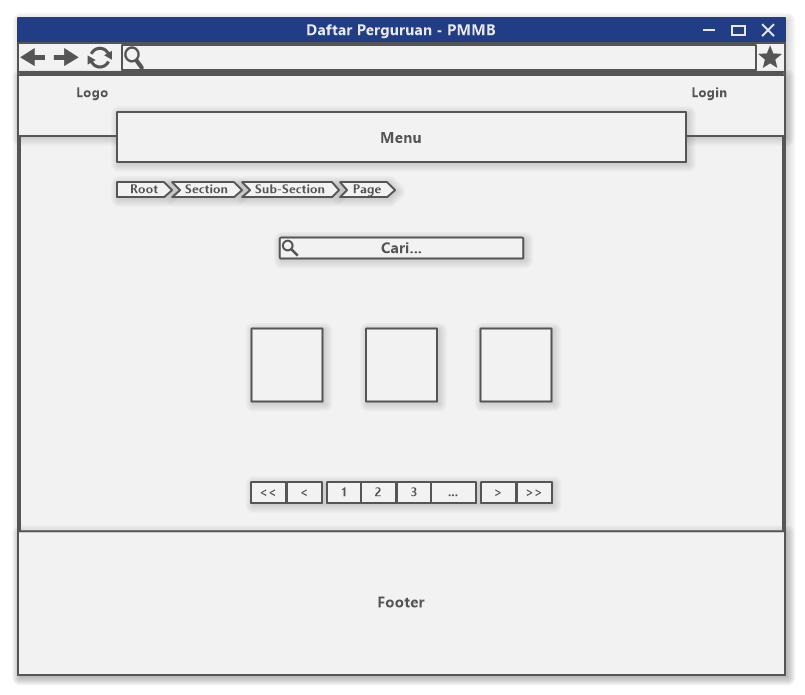 Daftar Perguruan - PMMB
Logo
Login
Menu
Root Section Sub-Section Page
Cari...
<< < 1 2 3 ... > >>
Footer